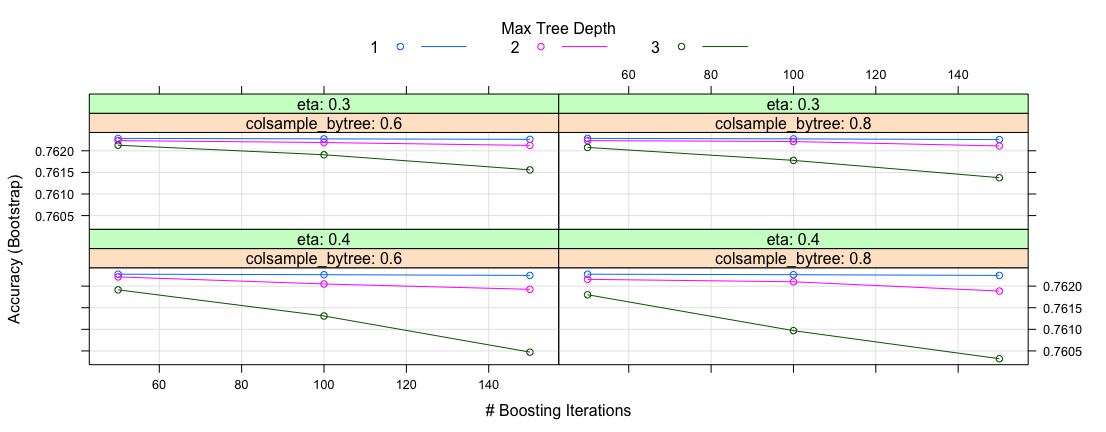 Max Tree Depth
1 2 3
60 80 100 120 140
eta: 0.3 eta: 0.3
colsample_bytree: 0.6 colsample_bytree: 0.8
0.7620
0.7615
0.7610
0.7605
eta: 0.4 eta: 0.4
colsample_bytree: 0.6 colsample_bytree: 0.8
0.7620
0.7615
0.7610
0.7605
Accuracy (Bootstrap)
60 80 100 120 140
# Boosting Iterations